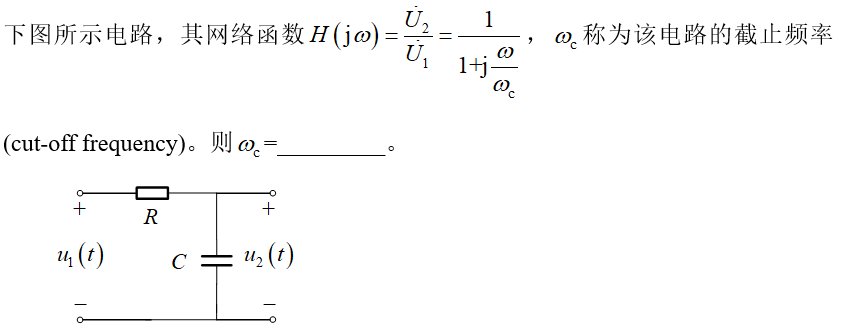 下图所示电路，其网络函数 H(jω) = U̇₂/U̇₁ = 1/(1+j ω/ω_c)，ω_c 称为该电路的截止频率
(cut-off frequency)。则 ω_c =__________。
+ R +
u₁(t) C u₂(t)
− −